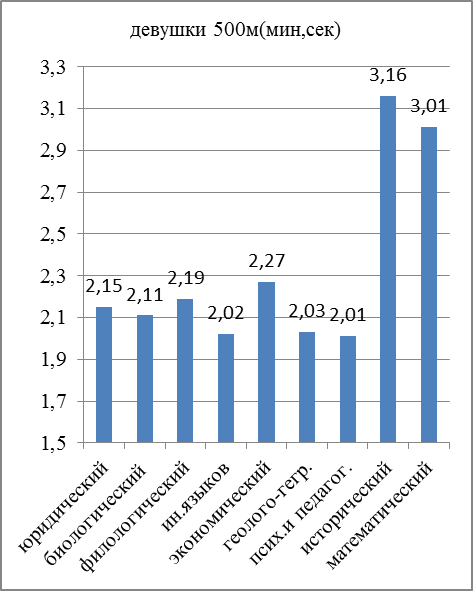 девушки 500м(мин,сек)
3,3
3,1
2,9
2,7
2,5
2,3
2,1
1,9
1,7
1,5
2,15
2,11
2,19
2,02
2,27
2,03
2,01
3,16
3,01
юридический
биологический
филологический
ин.языков
экономический
геолого-гегр.
псих.и педагог.
исторический
математический